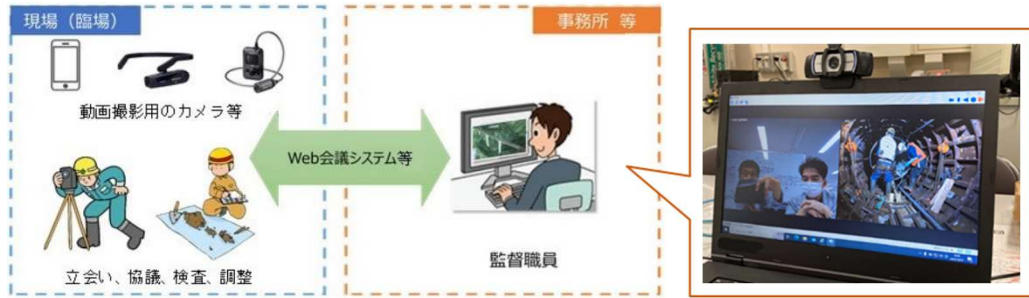 現場（臨場）
動画撮影用のカメラ等
立会い、協議、検査、調整
Web会議システム等
事務所 等
監督職員